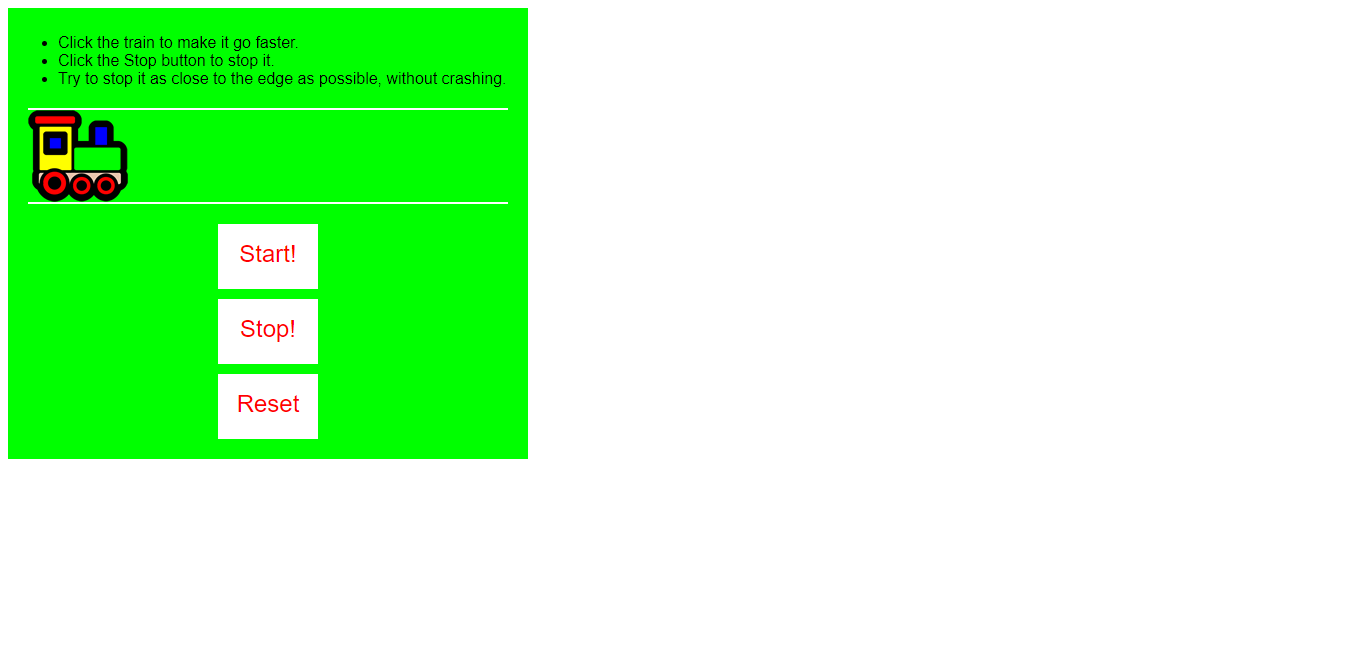 Click the train to make it go faster.
Click the Stop button to stop it.
Try to stop it as close to the edge as possible, without crashing.
Start!
Stop!
Reset